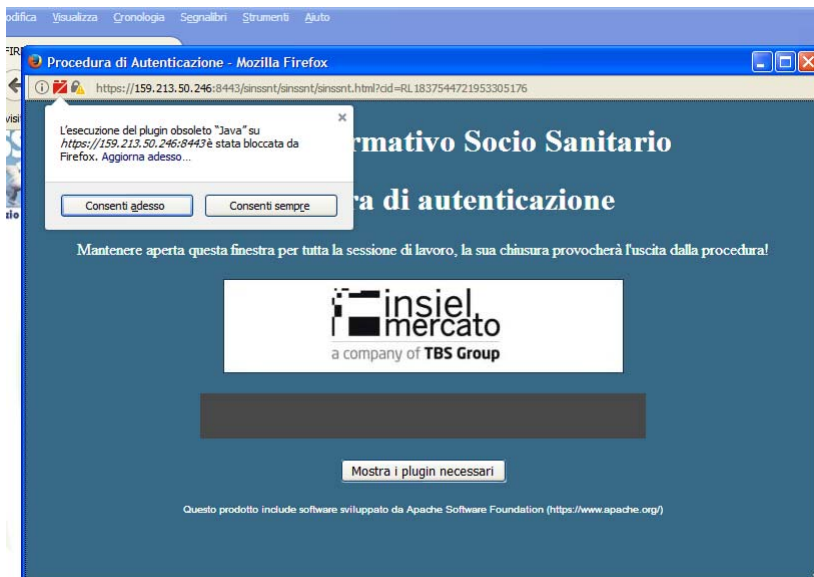 Visualizza Cronologia Segnalibri Strumenti Aiuto
Procedura di Autenticazione - Mozilla Firefox
https://159.213.50.246:8443/sinssnt/sinssnt/sinssnt.html?cid=RL1837544721953305176
L'esecuzione del plugin obsoleto "Java" su
https://159.213.50.246:8443 è stata bloccata da
Firefox. Aggiorna adesso...
Consenti adesso Consenti sempre
rmativo Socio Sanitario
a di autenticazione
Mantenere aperta questa finestra per tutta la sessione di lavoro, la sua chiusura provocherà l'uscita dalla procedura!
insiel
mercato
a company of TBS Group
Mostra i plugin necessari
Questo prodotto include software sviluppato da Apache Software Foundation (https://www.apache.org/)